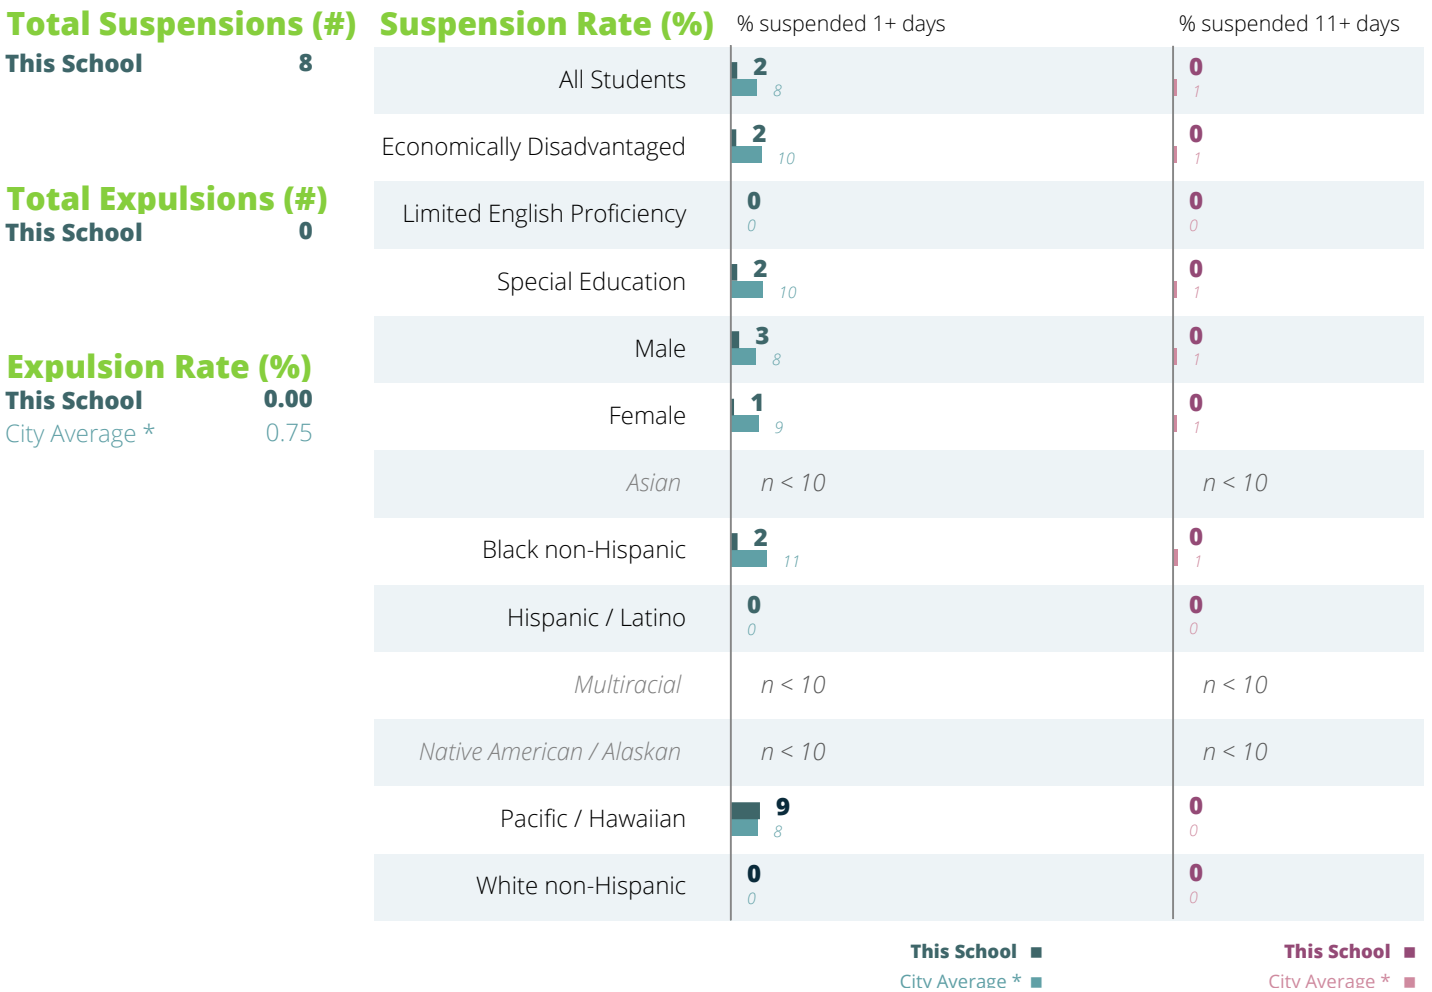 Total Suspensions (#)
This School 8
Total Expulsions (#)
This School 0
Expulsion Rate (%)
This School 0.00
City Average * 0.75
Suspension Rate (%) % suspended 1+ days % suspended 11+ days
All Students 2 0
8 1
Economically Disadvantaged 2 0
10 1
Limited English Proficiency 0 0
0 0
Special Education 2 0
10 1
Male 3 0
8 1
Female 1 0
9 1
Asian n < 10 n < 10
Black non-Hispanic 2 0
11 1
Hispanic / Latino 0 0
0 0
Multiracial n < 10 n < 10
Native American / Alaskan n < 10 n < 10
Pacific / Hawaiian 9 0
8 0
White non-Hispanic 0 0
0 0
This School This School
City Average * City Average *